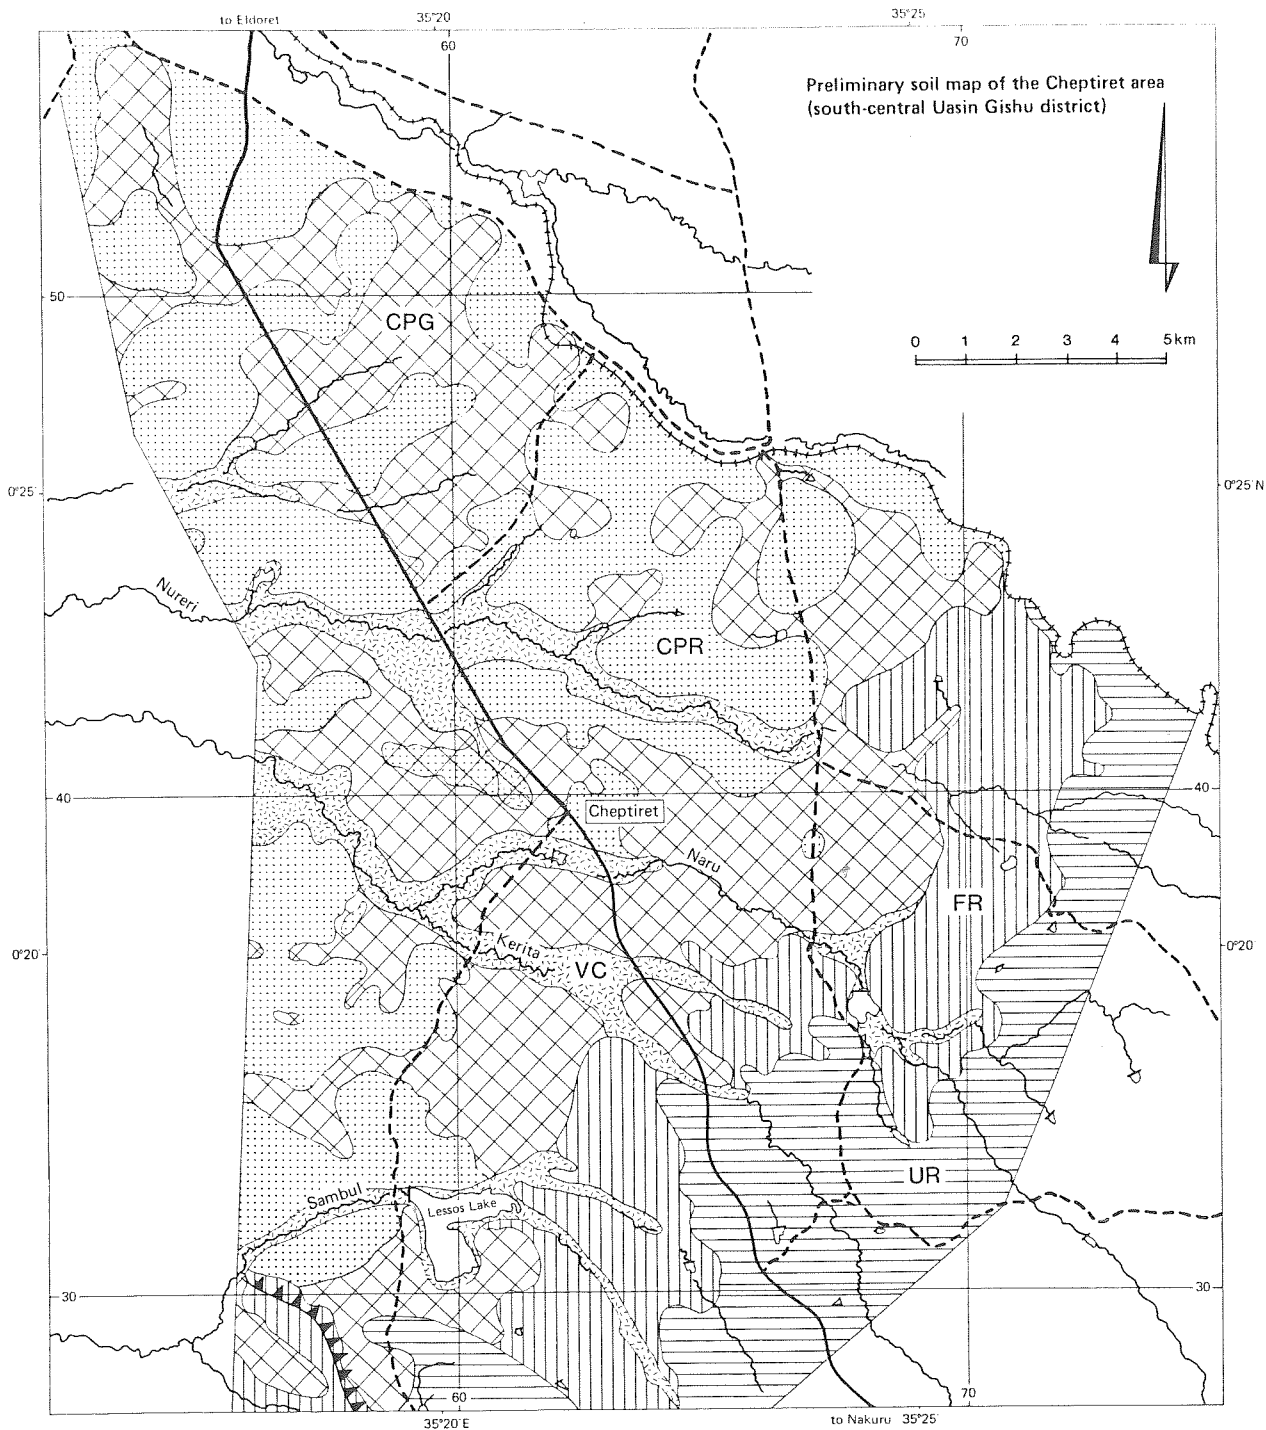 to Eldoret
35°20
35°25
60
70
Preliminary soil map of the Cheptiret area
(south-central Uasin Gishu district)
50
CPG
0 1 2 3 4 5km
0°25'
0°25'N
Nureri
CPR
40
40
Cheptiret
Naru
FR
Kerita
0°20'
0°20'
VC
UR
Sambul
Lessos Lake
30
30
60
70
35°20'E
to Nakuru
35°25'